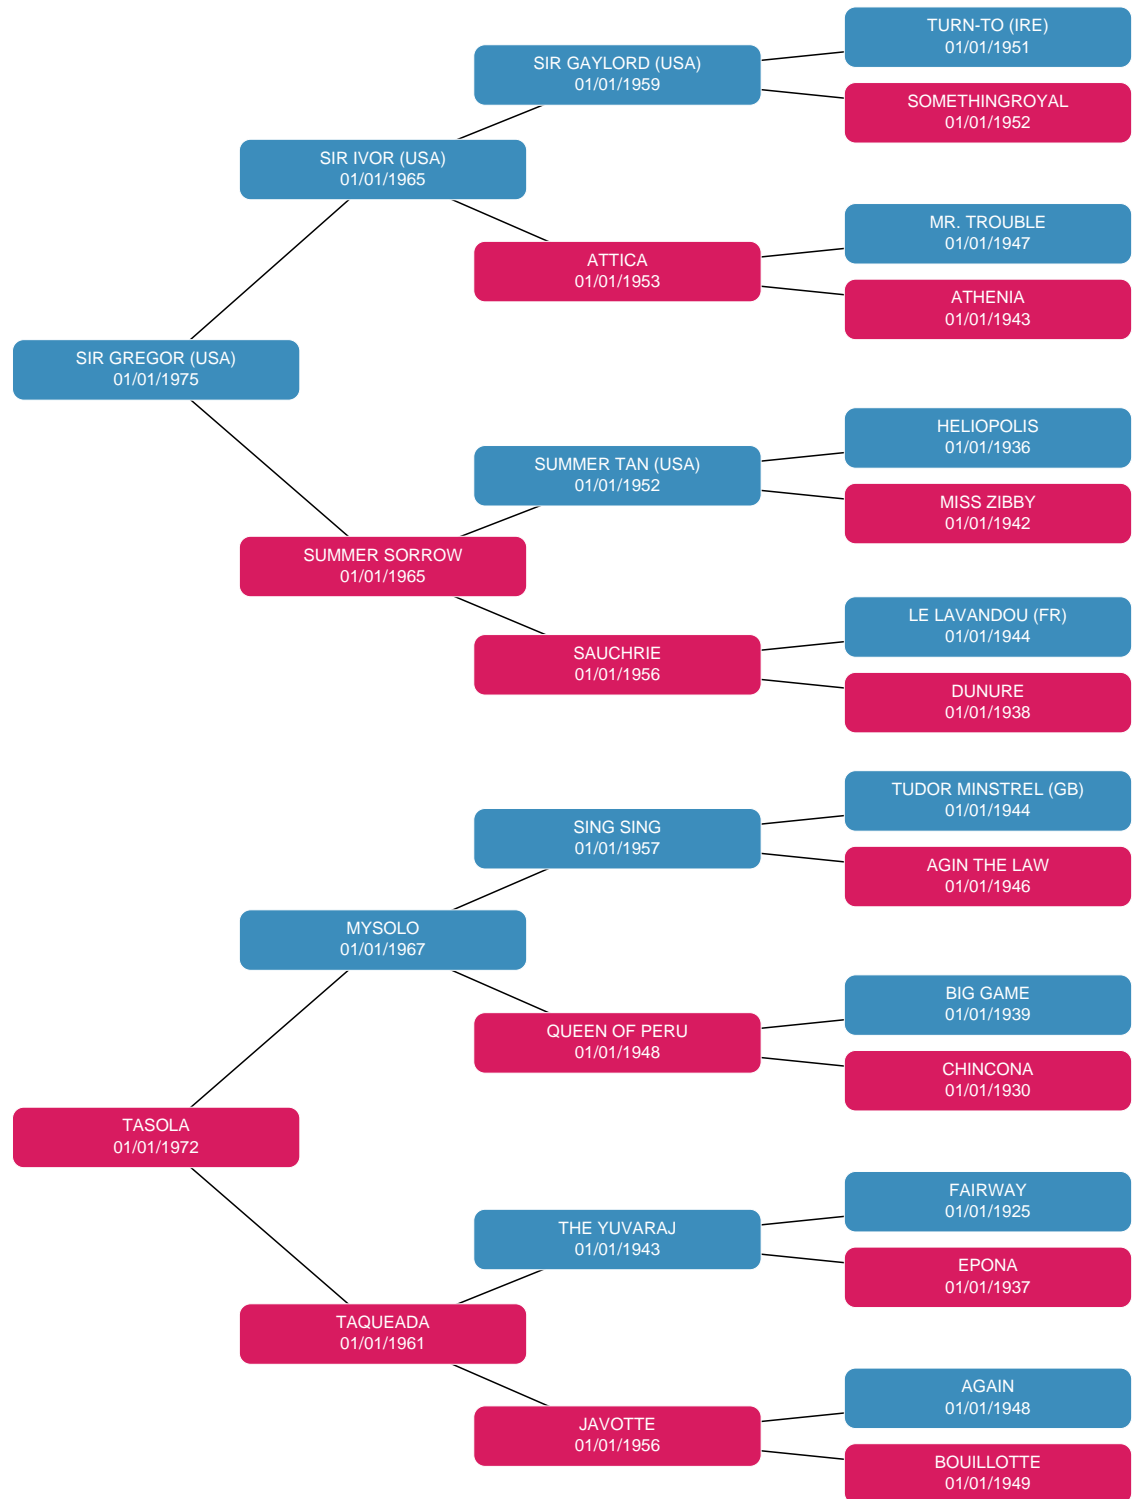 TURN-TO (IRE)
01/01/1951
SIR GAYLORD (USA)
01/01/1959
SOMETHINGROYAL
01/01/1952
SIR IVOR (USA)
01/01/1965
MR. TROUBLE
01/01/1947
ATTICA
01/01/1953
ATHENIA
01/01/1943
SIR GREGOR (USA)
01/01/1975
HELIOPOLIS
01/01/1936
SUMMER TAN (USA)
01/01/1952
MISS ZIBBY
01/01/1942
SUMMER SORROW
01/01/1965
LE LAVANDOU (FR)
01/01/1944
SAUCHRIE
01/01/1956
DUNURE
01/01/1938
TUDOR MINSTREL (GB)
01/01/1944
SING SING
01/01/1957
AGIN THE LAW
01/01/1946
MYSOLO
01/01/1967
BIG GAME
01/01/1939
QUEEN OF PERU
01/01/1948
CHINCONA
01/01/1930
TASOLA
01/01/1972
FAIRWAY
01/01/1925
THE YUVARAJ
01/01/1943
EPONA
01/01/1937
TAQUEADA
01/01/1961
AGAIN
01/01/1948
JAVOTTE
01/01/1956
BOUILLOTTE
01/01/1949